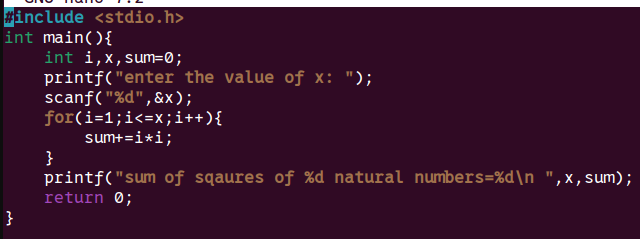 #include <stdio.h>
int main(){
    int i,x,sum=0;
    printf("enter the value of x: ");
    scanf("%d",&x);
    for(i=1;i<=x;i++){
        sum+=i*i;
    }
    printf("sum of sqaures of %d natural numbers=%d\n ",x,sum);
    return 0;
}